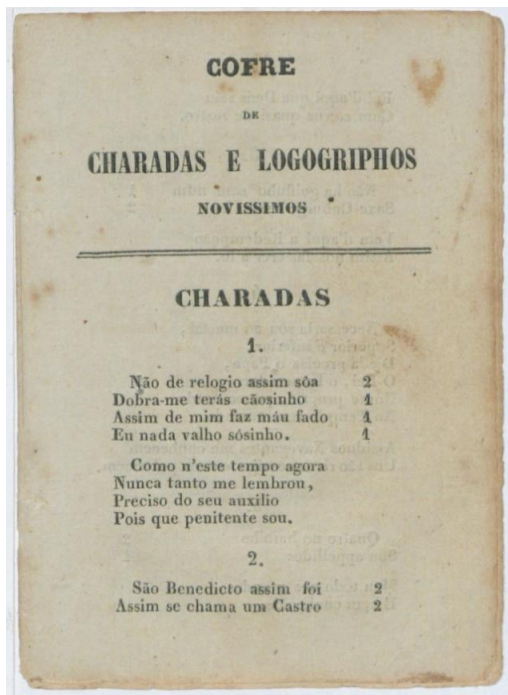 COFRE
DE
CHARADAS E LOGOGRIPHOS
NOVISSIMOS
CHARADAS
1.
Não de relogio assim sôa 2
Dobra-me terás cãosinho 1
Assim de mim faz máu fado 1
Eu nada valho sósinho. 1
Como n'este tempo agora
Nunca tanto me lembrou,
Preciso do seu auxilio
Pois que penitente sou.
2.
São Benedicto assim foi 2
Assim se chama um Castro 2